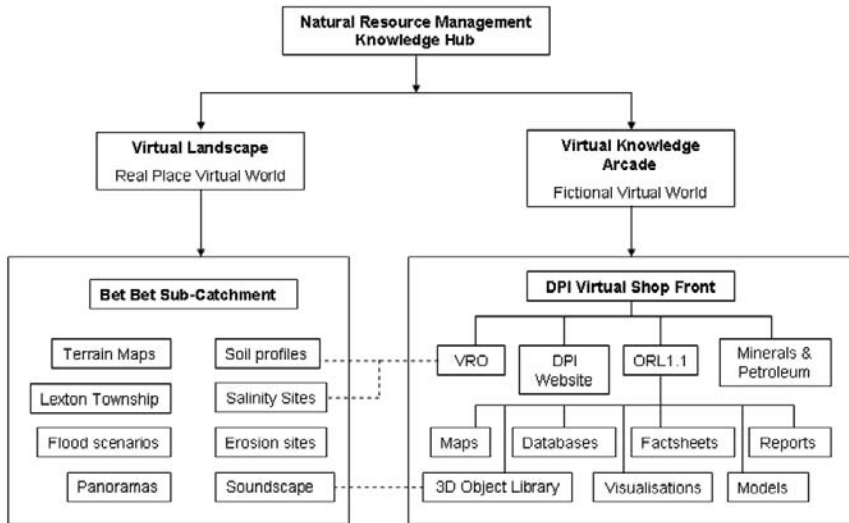 Natural Resource Management
Knowledge Hub
Virtual Landscape
Real Place Virtual World
Virtual Knowledge
Arcade
Fictional Virtual World
Bet Bet Sub-Catchment
Terrain Maps
Soil profiles
Lexton Township
Salinity Sites
Flood scenarios
Erosion sites
Panoramas
Soundscape
DPI Virtual Shop Front
VRO
DPI
Website
ORL1.1
Minerals &
Petroleum
Maps
Databases
Factsheets
Reports
3D Object Library
Visualisations
Models